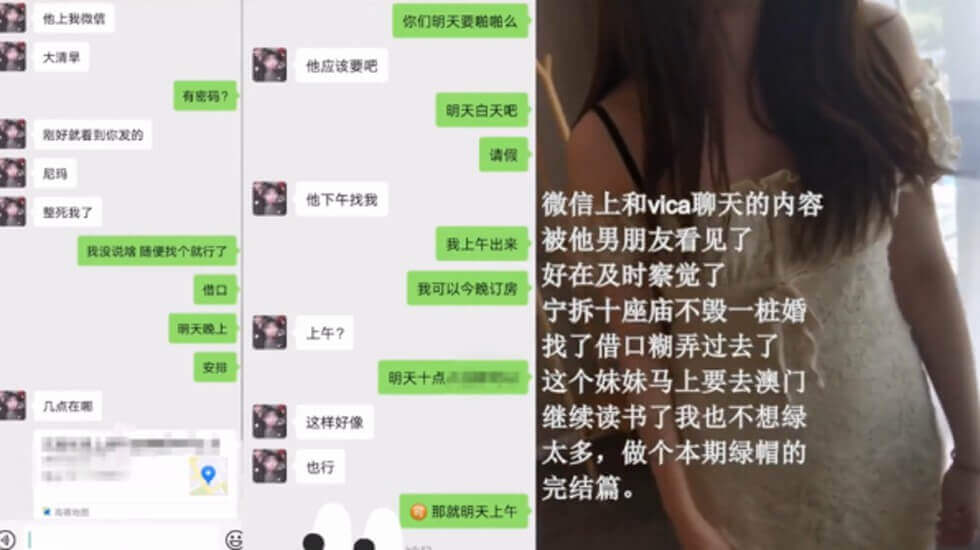 他上我微信
大清早
有密码?
刚好就看到你发的
尼玛
整死我了
我没说啥 随便找个就行了
借口
明天晚上
安排
几点在哪
高德地图
你们明天要啪啪么
他应该要吧
明天白天吧
请假
他下午找我
我上午出来
我可以今晚订房
上午?
明天十点
这样好像
也行
那就明天上午
微信上和vica聊天的内容
被他男朋友看见了
好在及时察觉了
宁拆十座庙不毁一桩婚
找了借口糊弄过去了
这个妹妹马上要去澳门
继续读书了我也不想绿
太多，做个本期绿帽的
完结篇。